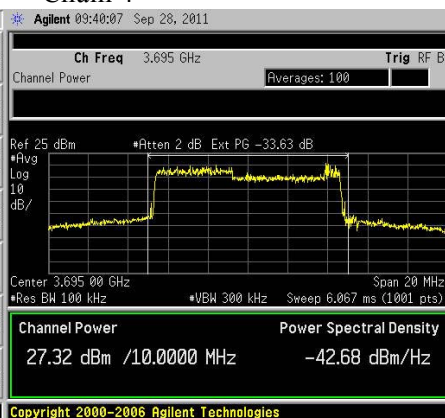 Agilent 09:40:07 Sep 28, 2011
Ch Freq 3.695 GHz Trig RF B
Channel Power Averages: 100
Ref 25 dBm #Atten 2 dB Ext PG -33.63 dB
#Avg
Log
10
dB/
Center 3.695 00 GHz Span 20 MHz
#Res BW 100 kHz #VBW 300 kHz Sweep 6.067 ms (1001 pts)
Channel Power Power Spectral Density
27.32 dBm /10.0000 MHz -42.68 dBm/Hz
Copyright 2000-2006 Agilent Technologies